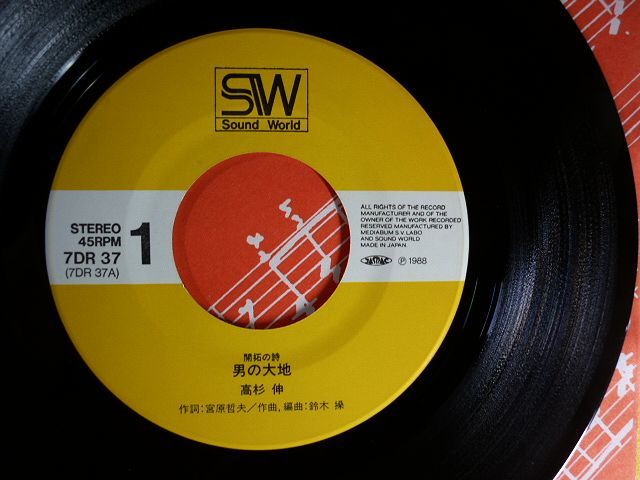 SW
Sound World
STEREO
45RPM
7DR 37
(7DR 37A)
1
ALL RIGHTS OF THE RECORD
MANUFACTURER AND OF THE
OWNER OF THE WORK RECORDED
RESERVED MANUFACTURED BY
MEDIABUM S.V. LABO
AND SOUND WORLD
MADE IN JAPAN.
JASRAC
Ⓟ 1988
開拓の詩
男の大地
高杉 伸
作詞:宮原哲夫/作曲,編曲:鈴木 操